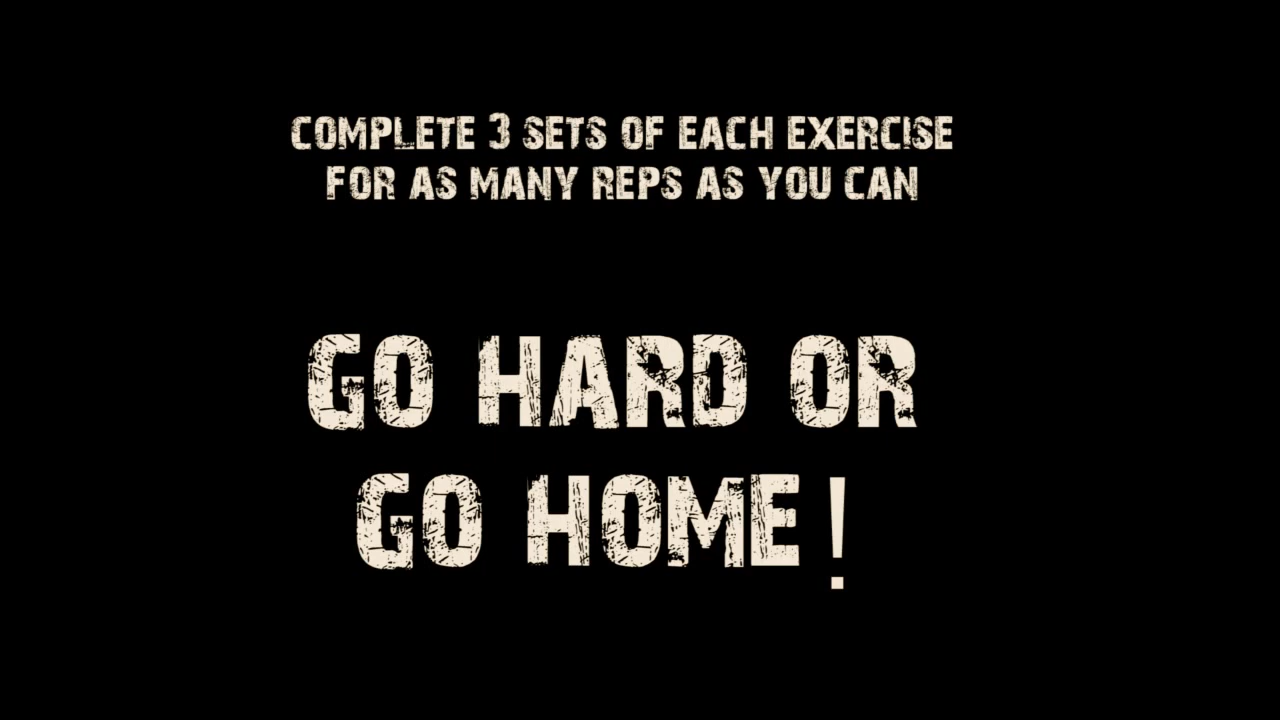 COMPLETE 3 SETS OF EACH EXERCISE
FOR AS MANY REPS AS YOU CAN
GO HARD OR
GO HOME!